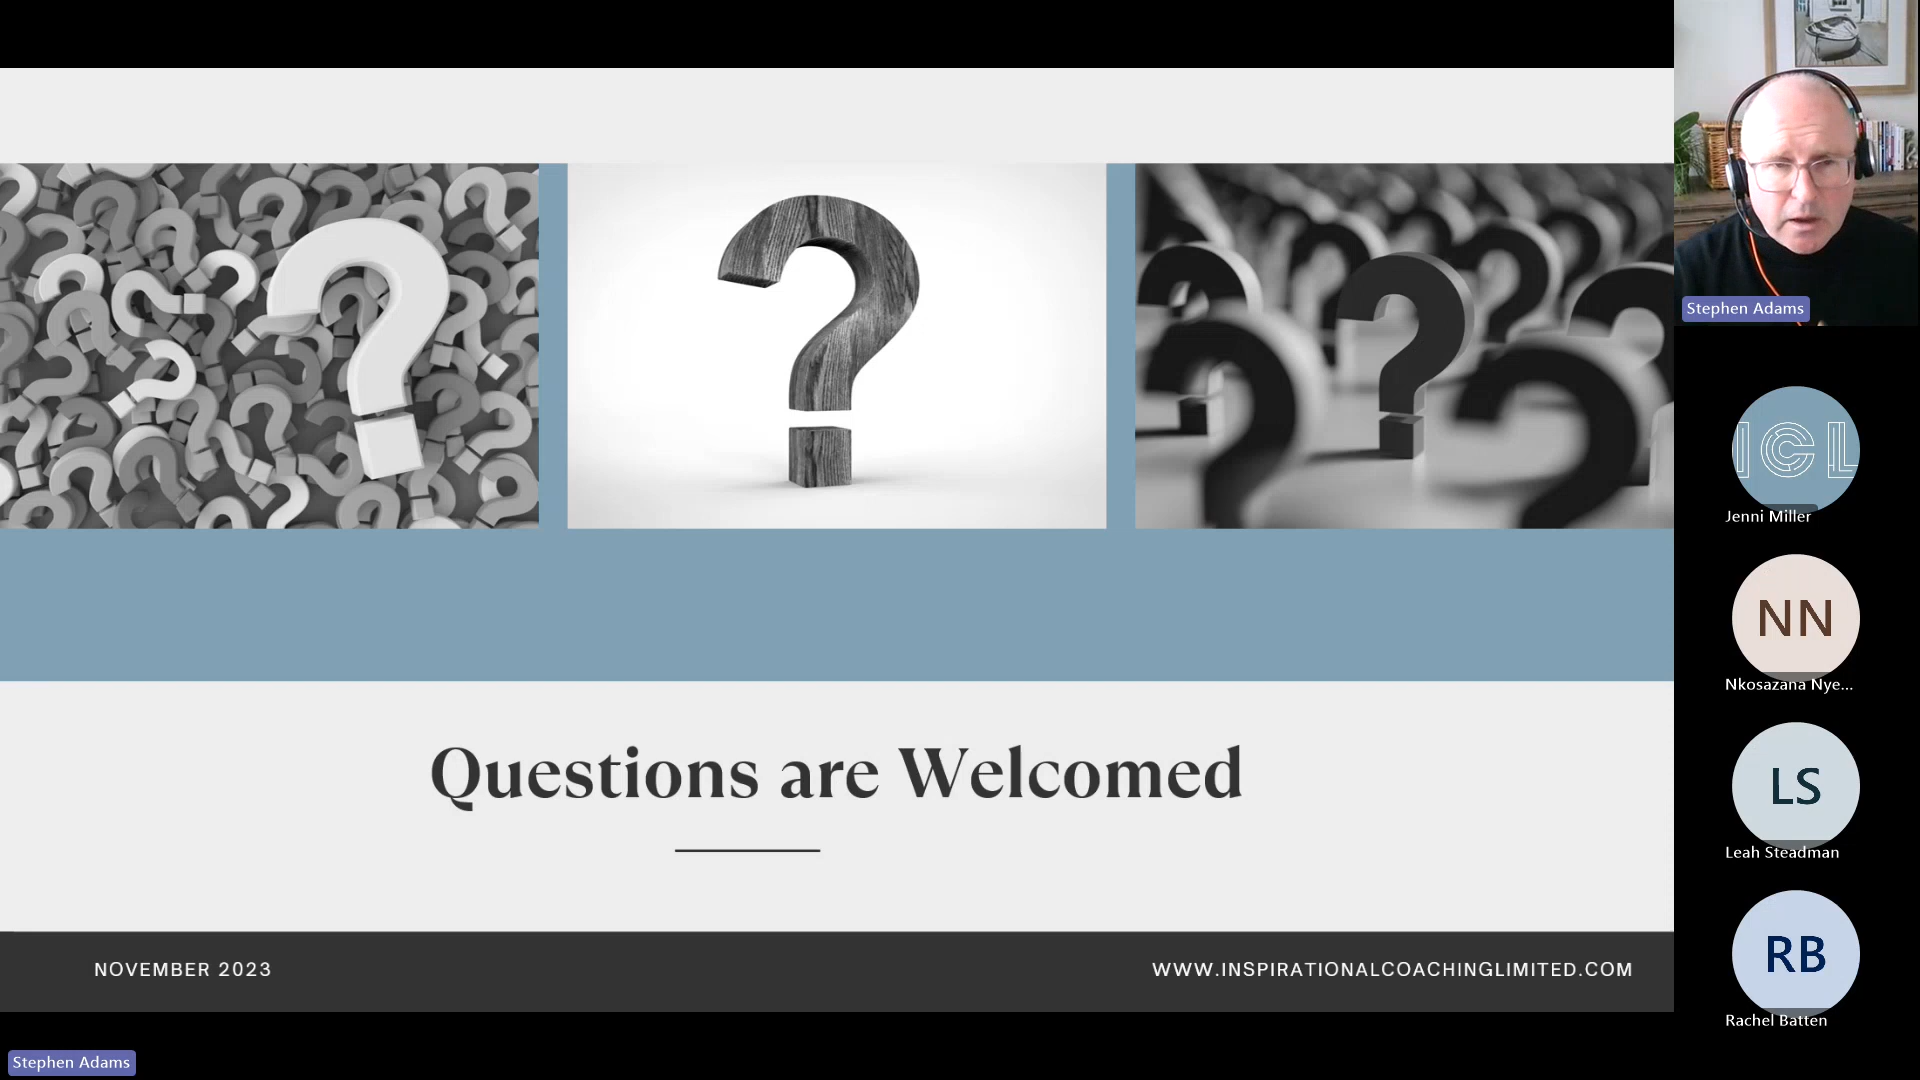 Questions are Welcomed
NOVEMBER 2023
WWW.INSPIRATIONALCOACHINGLIMITED.COM
Stephen Adams
Stephen Adams
ICL
Jenni Miller
NN
Nkosazana Nye...
LS
Leah Steadman
RB
Rachel Batten